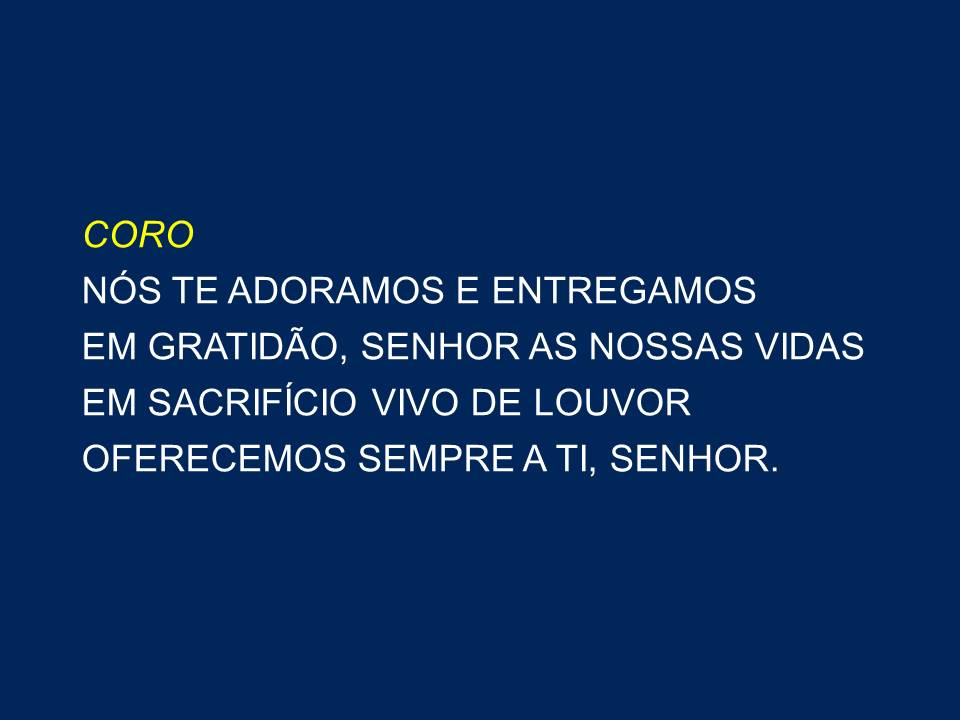 CORO
NÓS TE ADORAMOS E ENTREGAMOS
EM GRATIDÃO, SENHOR AS NOSSAS VIDAS
EM SACRIFÍCIO VIVO DE LOUVOR
OFERECEMOS SEMPRE A TI, SENHOR.